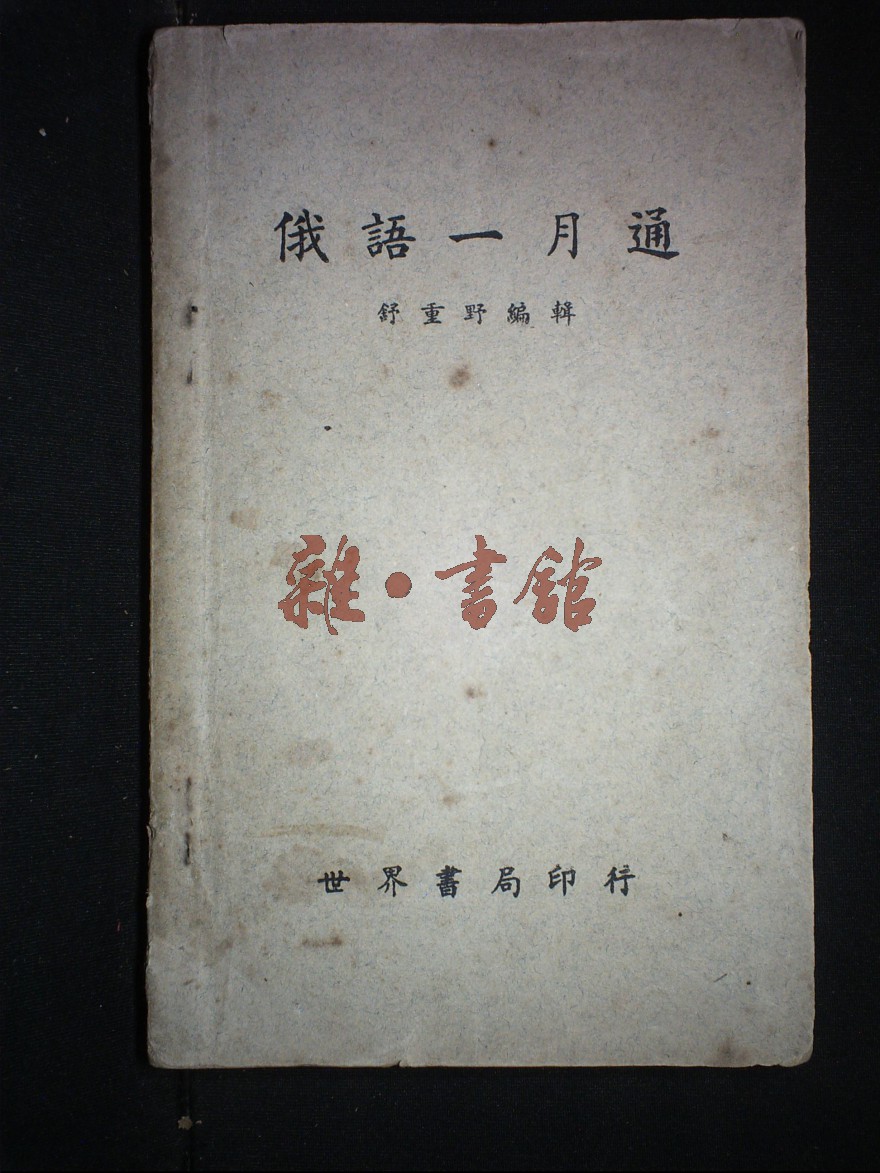 俄語一月通
舒重野編輯
雜·書館
世界書局印行